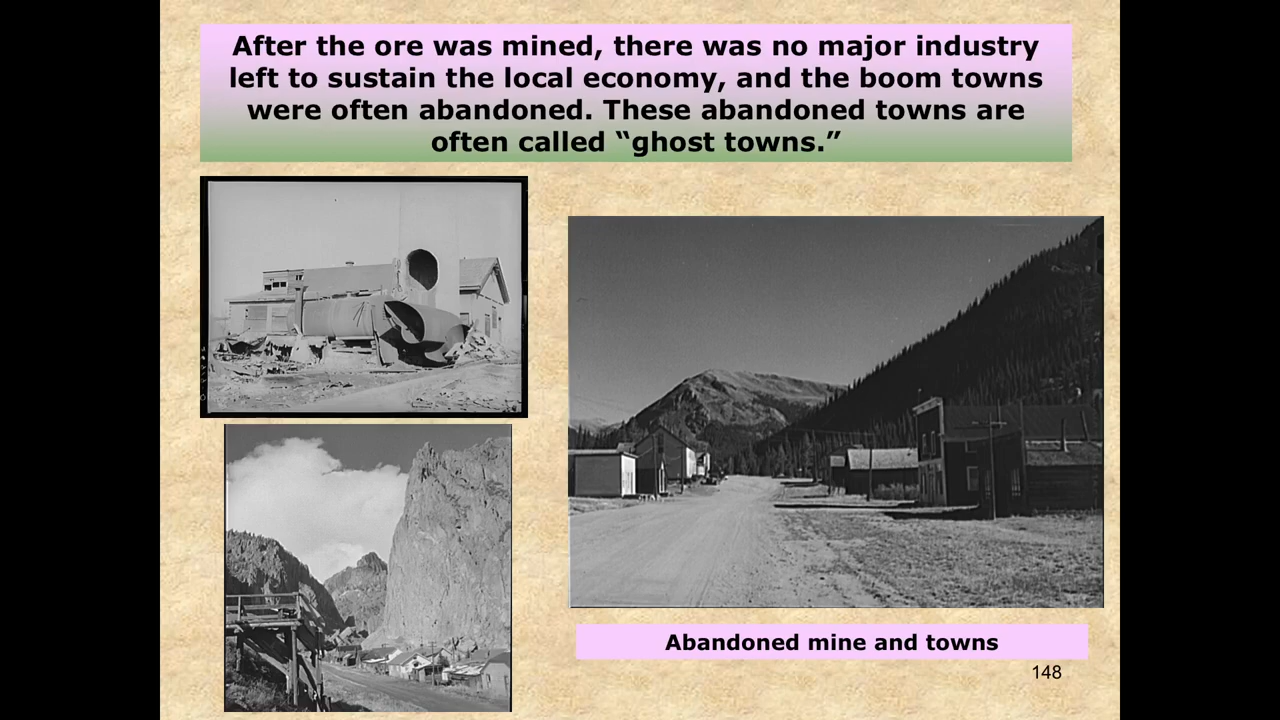 After the ore was mined, there was no major industry
left to sustain the local economy, and the boom towns
were often abandoned. These abandoned towns are
often called “ghost towns.”
Abandoned mine and towns
148